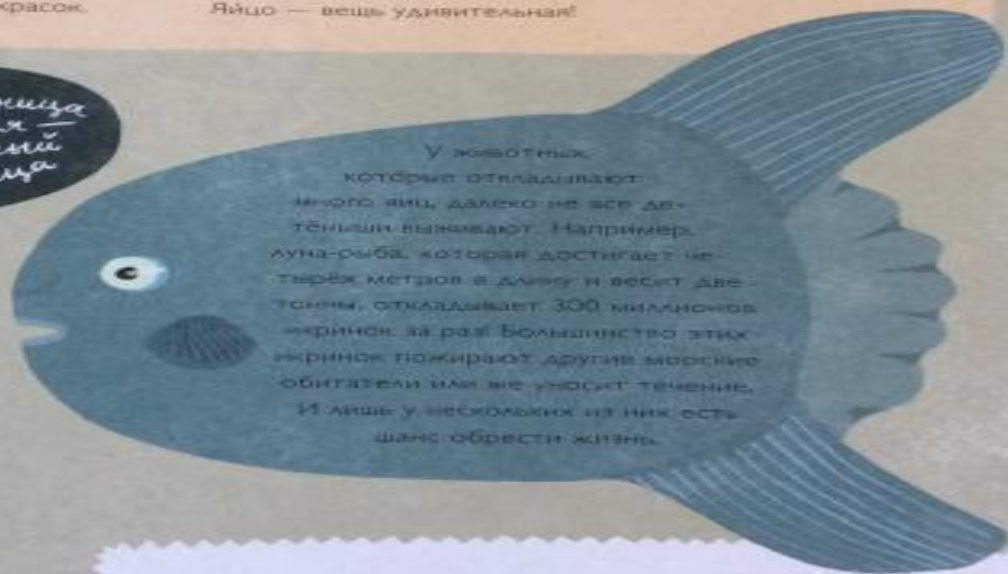 красок.
Яйцо — вещь удивительная!
У животных,
которые откладывают
много яиц, далеко не все де-
тёныши выживают. Например,
луна-рыба, которая достигает че-
тырёх метров в длину и весит две
тонны, откладывает 300 миллионов
икринок за раз! Большинство этих
икринок пожирают другие морские
обитатели или же уносит течение.
И лишь у нескольких из них есть
шанс обрести жизнь.